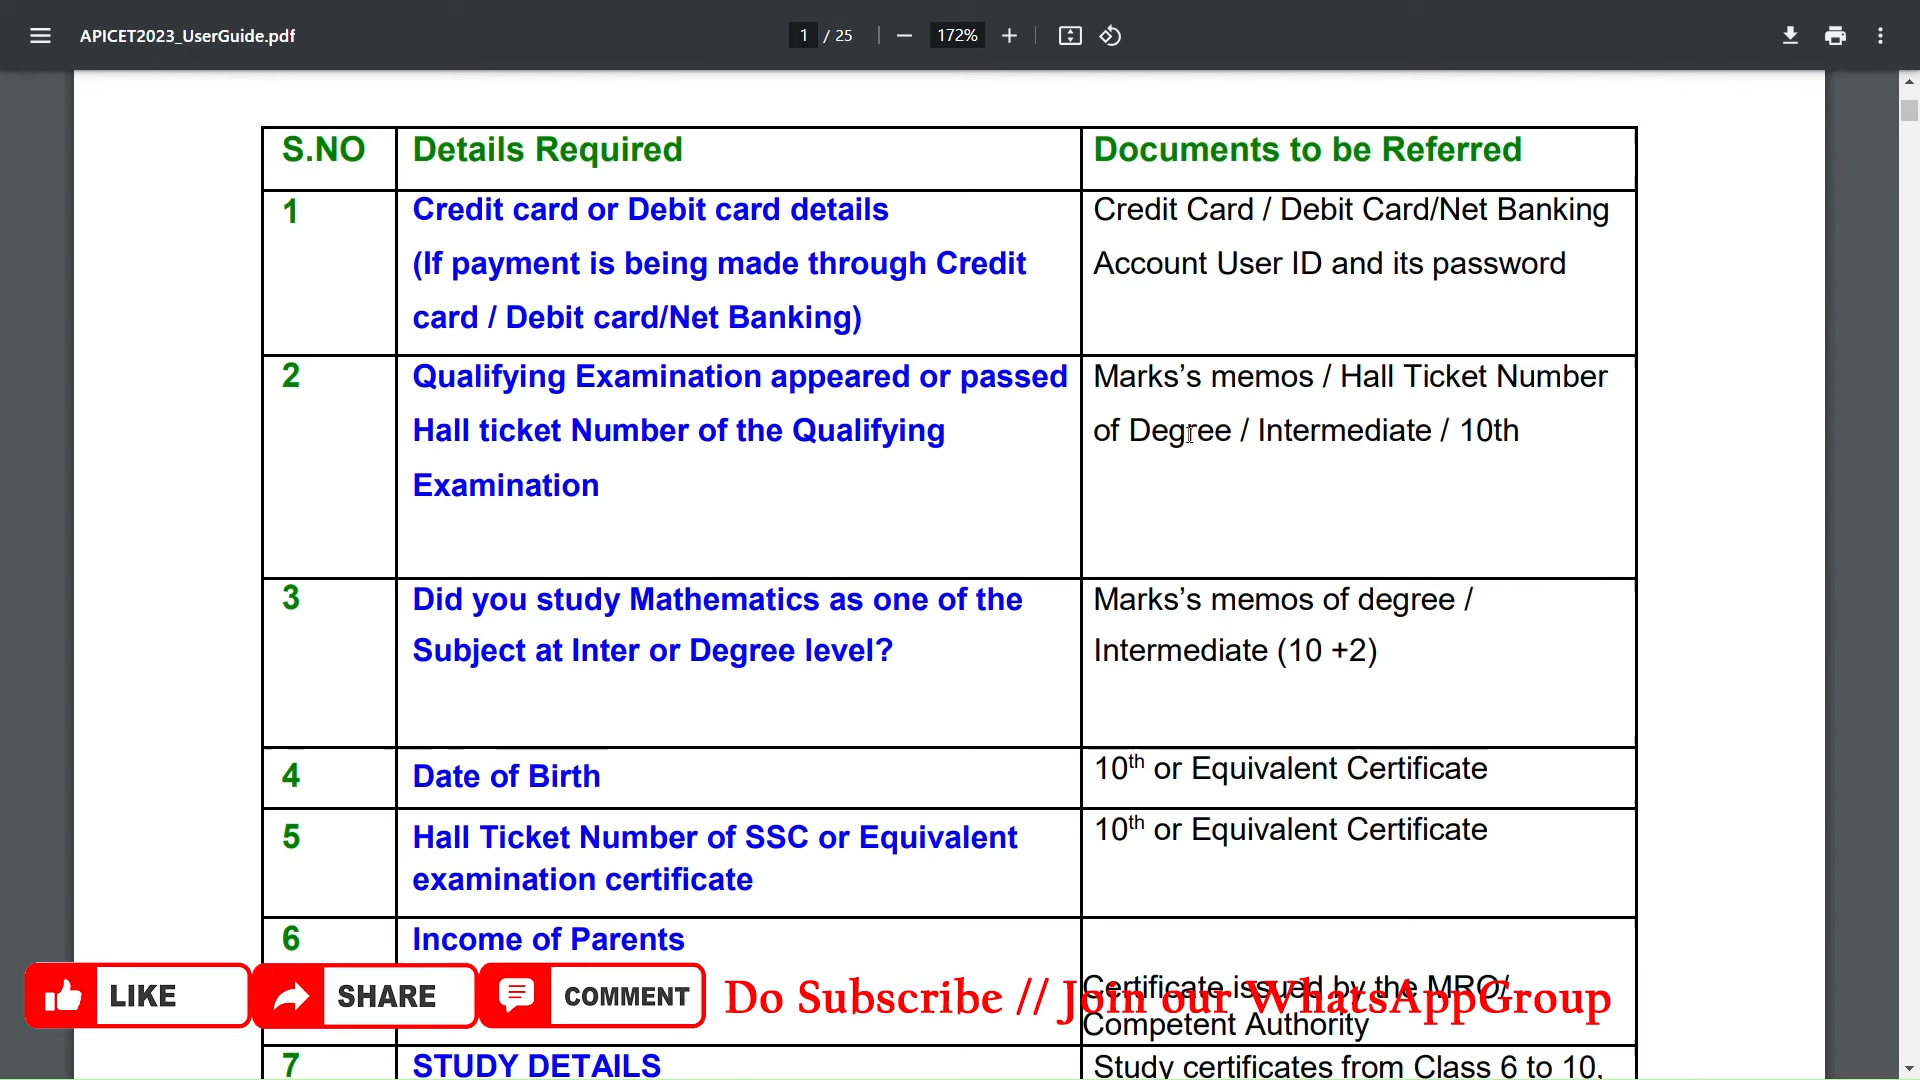 APICET2023_UserGuide.pdf
1 / 25
172%
S.NO Details Required Documents to be Referred
1 Credit card or Debit card details Credit Card / Debit Card/Net Banking
(If payment is being made through Credit Account User ID and its password
card / Debit card/Net Banking)
2 Qualifying Examination appeared or passed Marks’s memos / Hall Ticket Number
Hall ticket Number of the Qualifying of Degree / Intermediate / 10th
Examination
3 Did you study Mathematics as one of the Marks’s memos of degree /
Subject at Inter or Degree level? Intermediate (10 +2)
4 Date of Birth 10th or Equivalent Certificate
5 Hall Ticket Number of SSC or Equivalent 10th or Equivalent Certificate
examination certificate
6 Income of Parents
Certificate issued by the MRO/
Competent Authority
LIKE SHARE COMMENT Do Subscribe // Join our WhatsAppGroup
7 STUDY DETAILS Study certificates from Class 6 to 10,